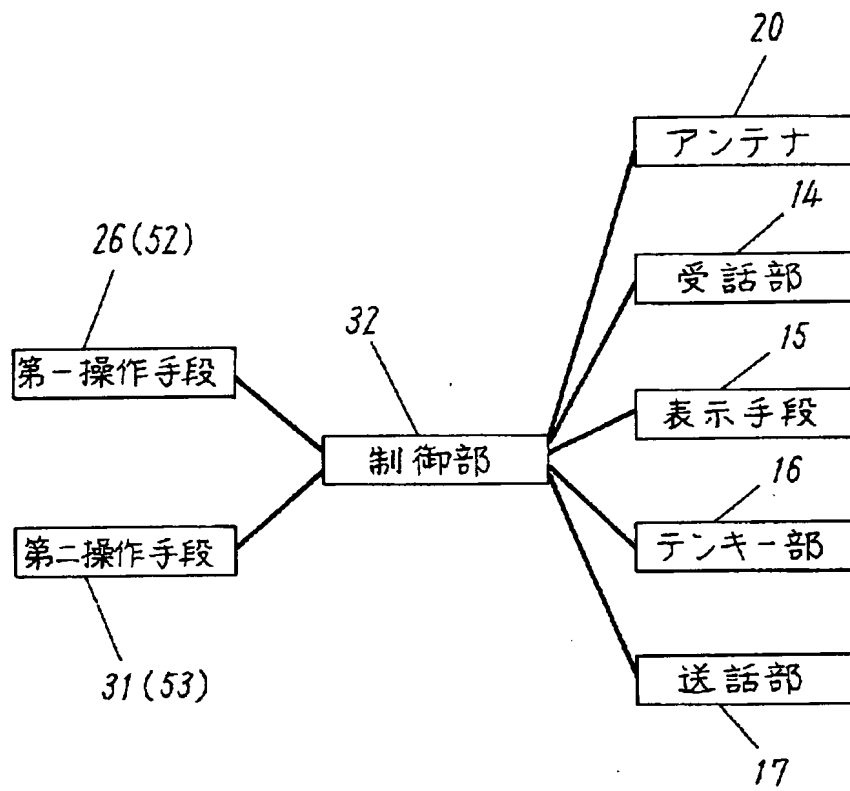 20
アンテナ
14
受話部
26(52)
32
15
第一操作手段
表示手段
制御部
16
第二操作手段
テンキー部
31(53)
送話部
17